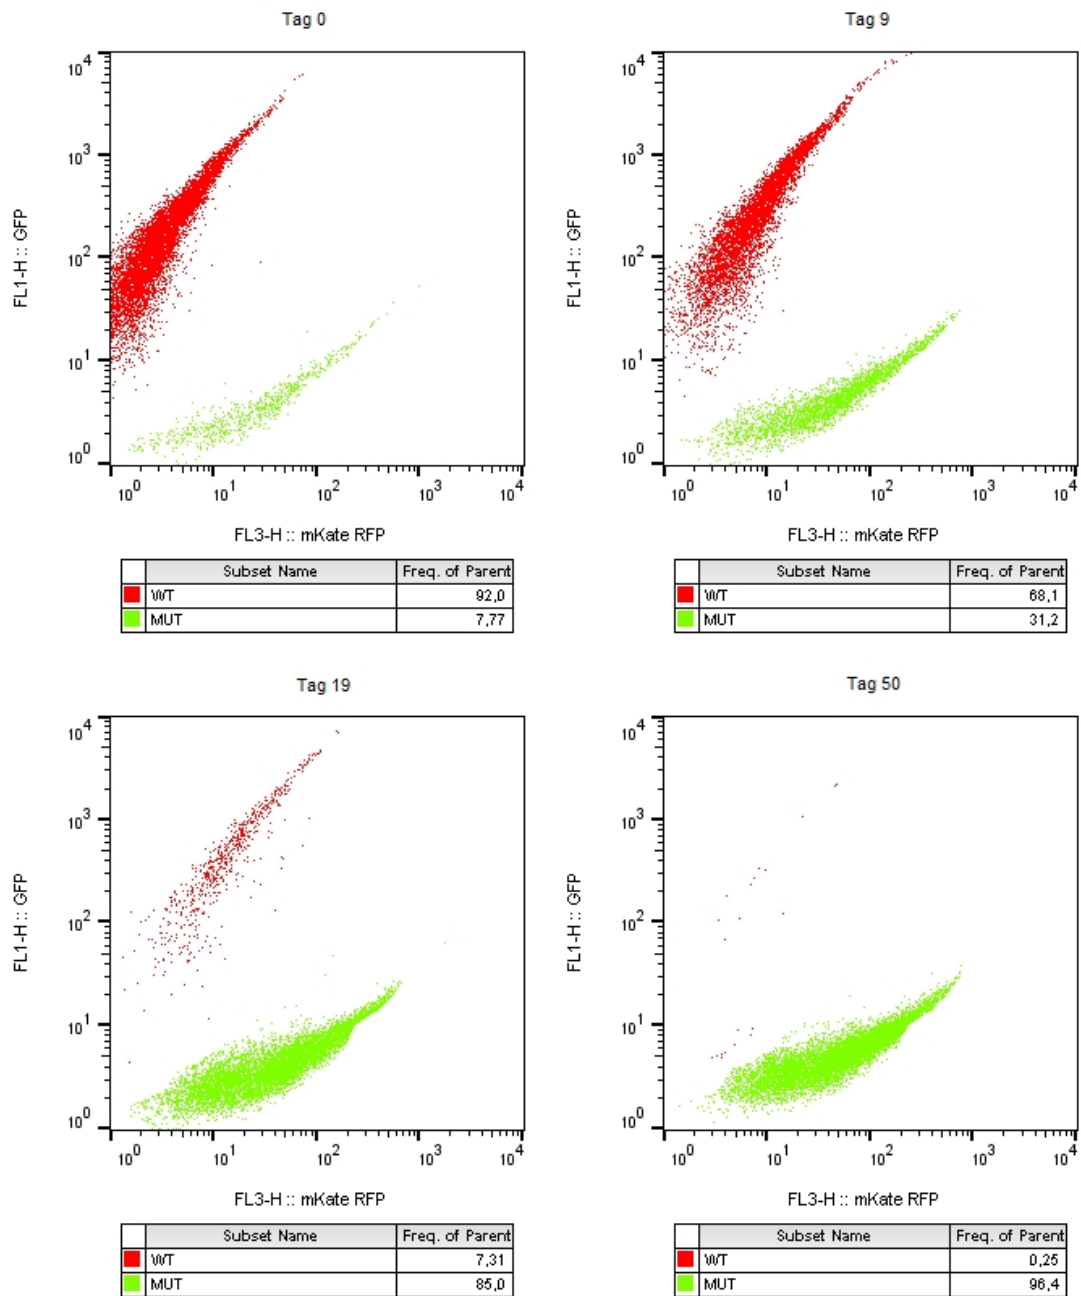 Tag 0
10^4
10^3
10^2
10^1
10^0
FL1-H :: GFP
10^0 10^1 10^2 10^3 10^4
FL3-H :: mKate RFP
Subset Name Freq. of Parent
WT 92,0
MUT 7,77
Tag 9
10^4
10^3
10^2
10^1
10^0
FL1-H :: GFP
10^0 10^1 10^2 10^3 10^4
FL3-H :: mKate RFP
Subset Name Freq. of Parent
WT 68,1
MUT 31,2
Tag 19
10^4
10^3
10^2
10^1
10^0
FL1-H :: GFP
10^0 10^1 10^2 10^3 10^4
FL3-H :: mKate RFP
Subset Name Freq. of Parent
WT 7,31
MUT 85,0
Tag 50
10^4
10^3
10^2
10^1
10^0
FL1-H :: GFP
10^0 10^1 10^2 10^3 10^4
FL3-H :: mKate RFP
Subset Name Freq. of Parent
WT 0,25
MUT 96,4